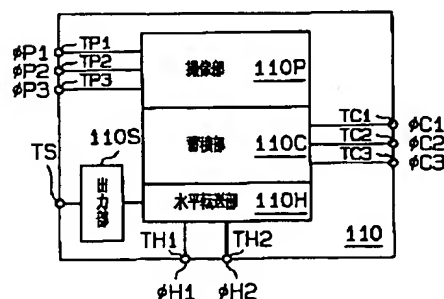 φP1 TP1
φP2 TP2
φP3 TP3
撮像部 110P
TC1 φC1
TC2 φC2
TC3 φC3
蓄積部 110C
110S
TS
出力部
水平転送部 110H
TH1 TH2
110
φH1 φH2